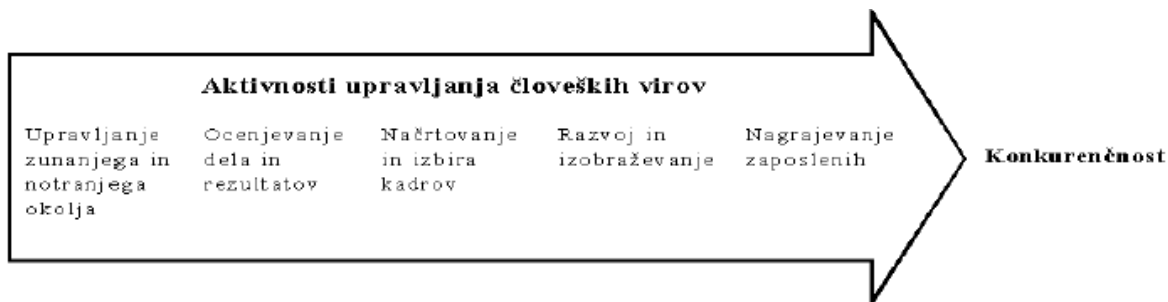 Aktivnosti upravljanja človeških virov
Upravljanje
zunanjega in
notranjega
okolja
Ocenjevanje
dela in
rezultatov
Načrtovanje
in izbira
kadrov
Razvoj in
izobraževanje
Nagrajevanje
zaposlenih
Konkurenčnost